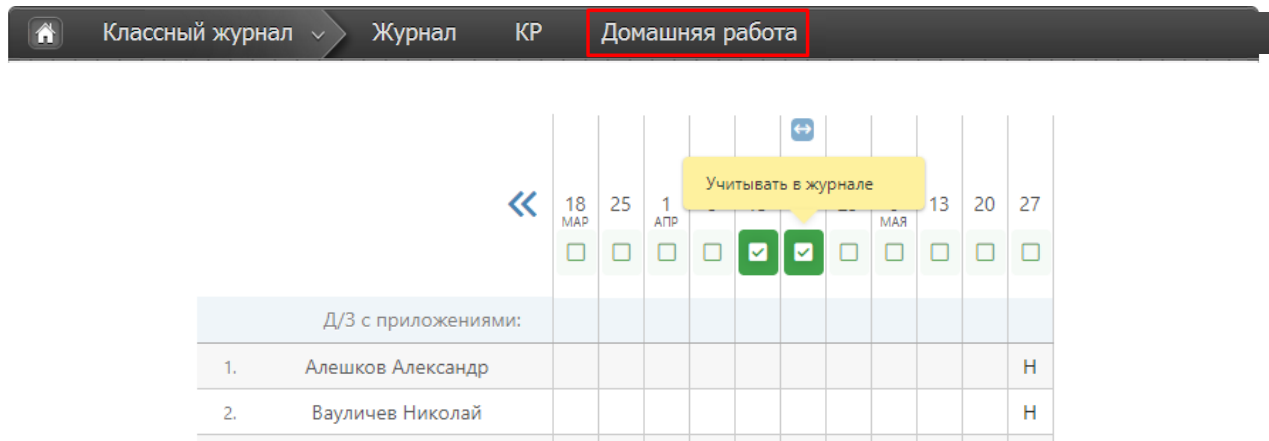 Классный журнал Журнал КР Домашняя работа
Учитывать в журнале
18 25 1 13 20 27
МАР АПР МАЯ
Д/З с приложениями:
1. Алешков Александр Н
2. Вауличев Николай Н